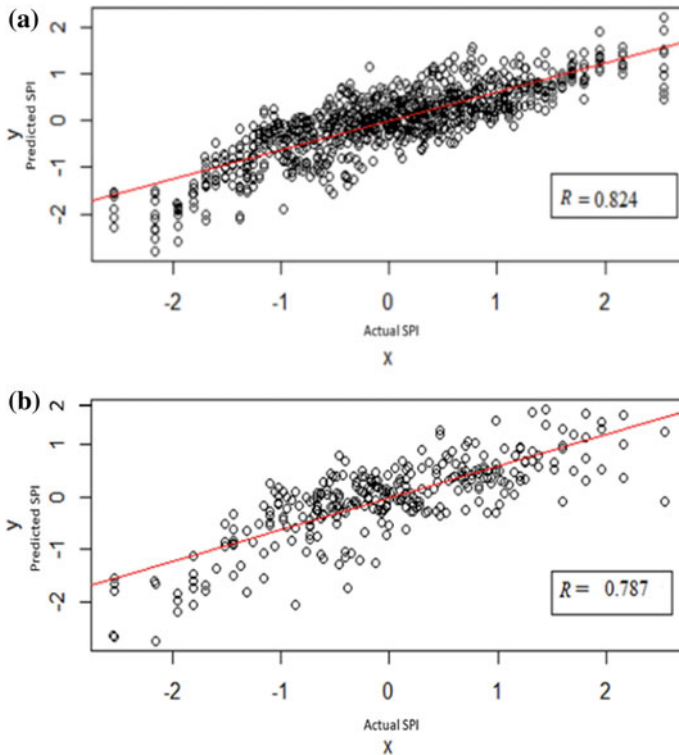 (a)
2
1
0
-1
-2
y
Predicted SPI
R = 0.824
-2 -1 0 1 2
Actual SPI
X
(b)
2
1
0
-1
-2
y
Predicted SPI
R = 0.787
-2 -1 0 1 2
Actual SPI
X